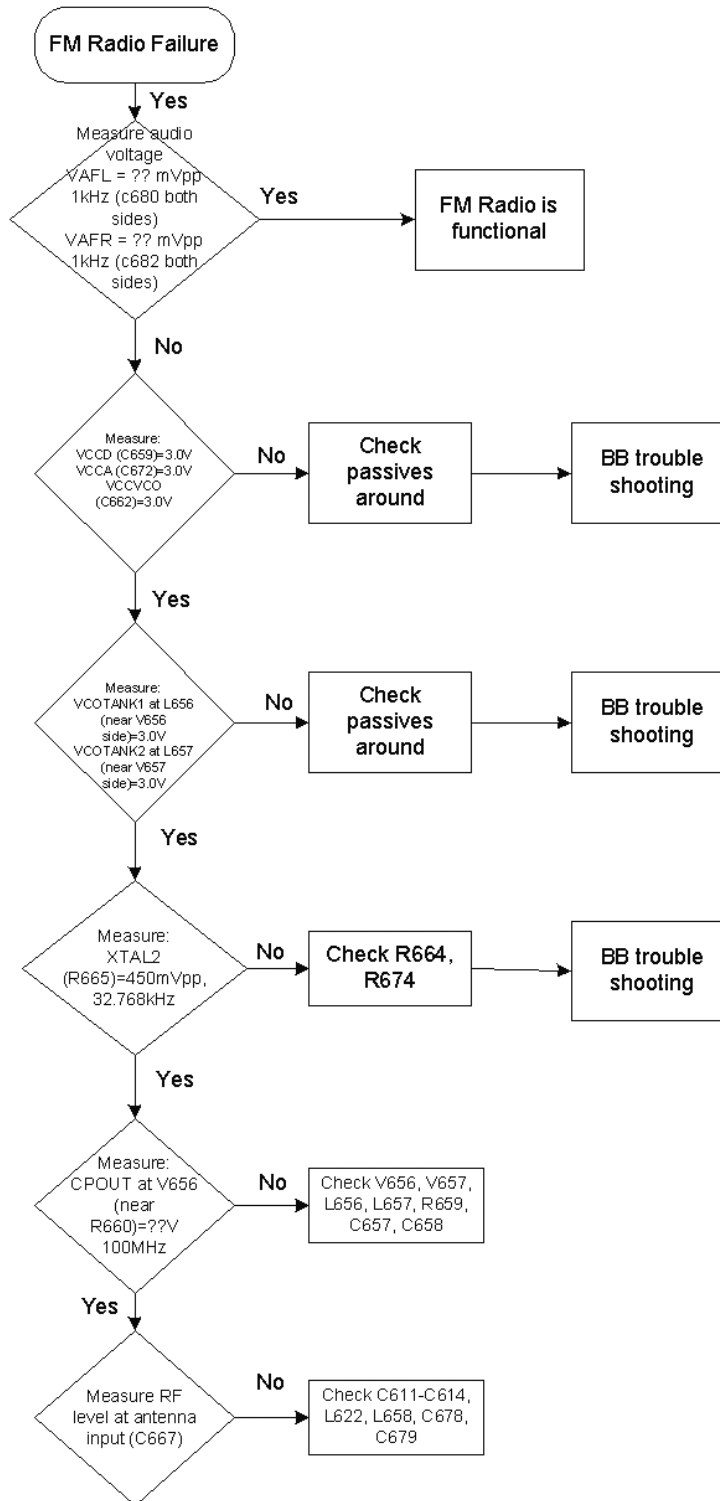 FM Radio Failure
Yes
Measure audio
voltage
VAFL = ?? mVpp
1kHz (c680 both
sides)
VAFR = ?? mVpp
1kHz (c682 both
sides)
Yes
FM Radio is
functional
No
Measure:
VCCD (C659)=3.0V
VCCA (C672)=3.0V
VCCVCO
(C662)=3.0V
No
Check
passives
around
BB trouble
shooting
Yes
Measure:
VCOTANK1 at L656
(near V656
side)=3.0V
VCOTANK2 at L657
(near V657
side)=3.0V
No
Check
passives
around
BB trouble
shooting
Yes
Measure:
XTAL2
(R665)=450mVpp,
32.768kHz
No
Check R664,
R674
BB trouble
shooting
Yes
Measure:
CPOUT at V656
(near
R660)=??V
100MHz
No
Check V656, V657,
L656, L657, R659,
C657, C658
Yes
Measure RF
level at antenna
input (C667)
No
Check C611-C614,
L622, L658, C678,
C679